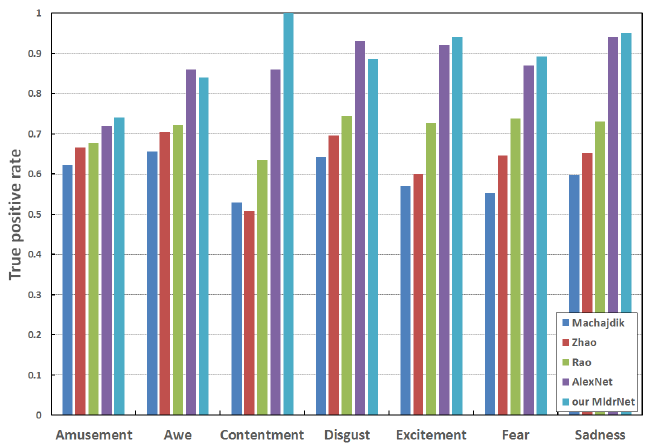 1
0.9
0.8
0.7
0.6
0.5
0.4
0.3
0.2
0.1
0
True positive rate
Amusement Awe Contentment Disgust Excitement Fear Sadness
Machajdik
Zhao
Rao
AlexNet
our MldrNet